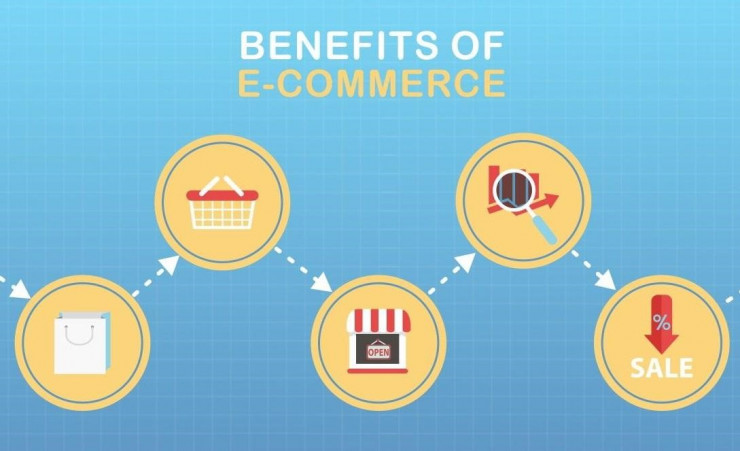 BENEFITS OF
E-COMMERCE
OPEN
%
SALE